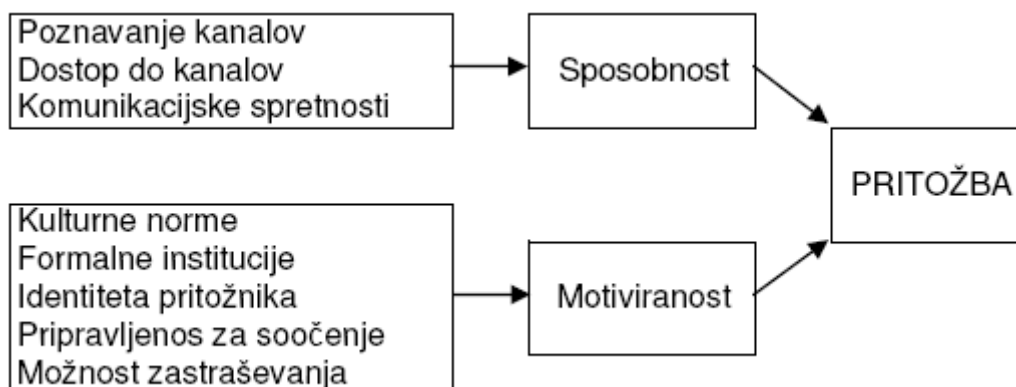 Poznavanje kanalov
Dostop do kanalov
Komunikacijske spretnosti
Sposobnost
PRITOŽBA
Kulturne norme
Formalne institucije
Identiteta pritožnika
Pripravljenos za soočenje
Možnost zastraševanja
Motiviranost